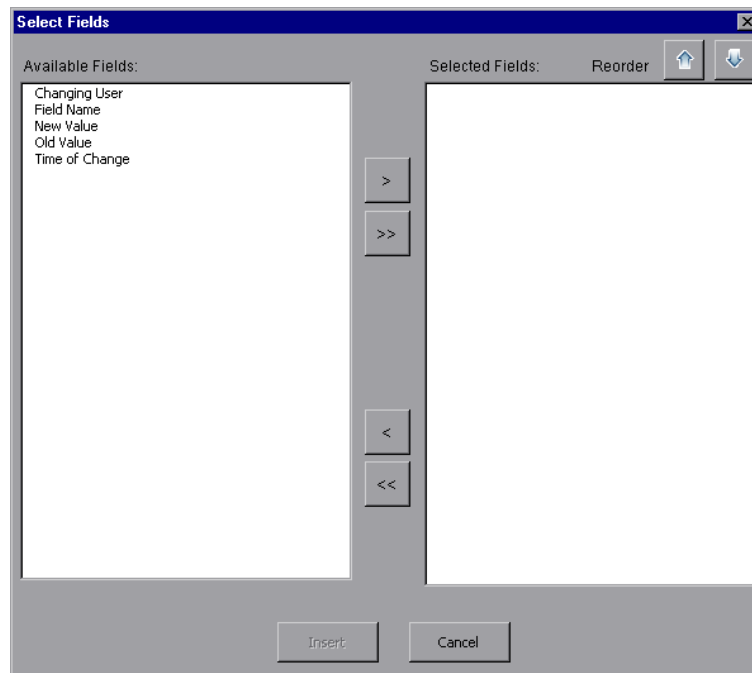 Select Fields
Available Fields:
Selected Fields: Reorder
Changing User
Field Name
New Value
Old Value
Time of Change
>
>>
<
<<
Insert
Cancel